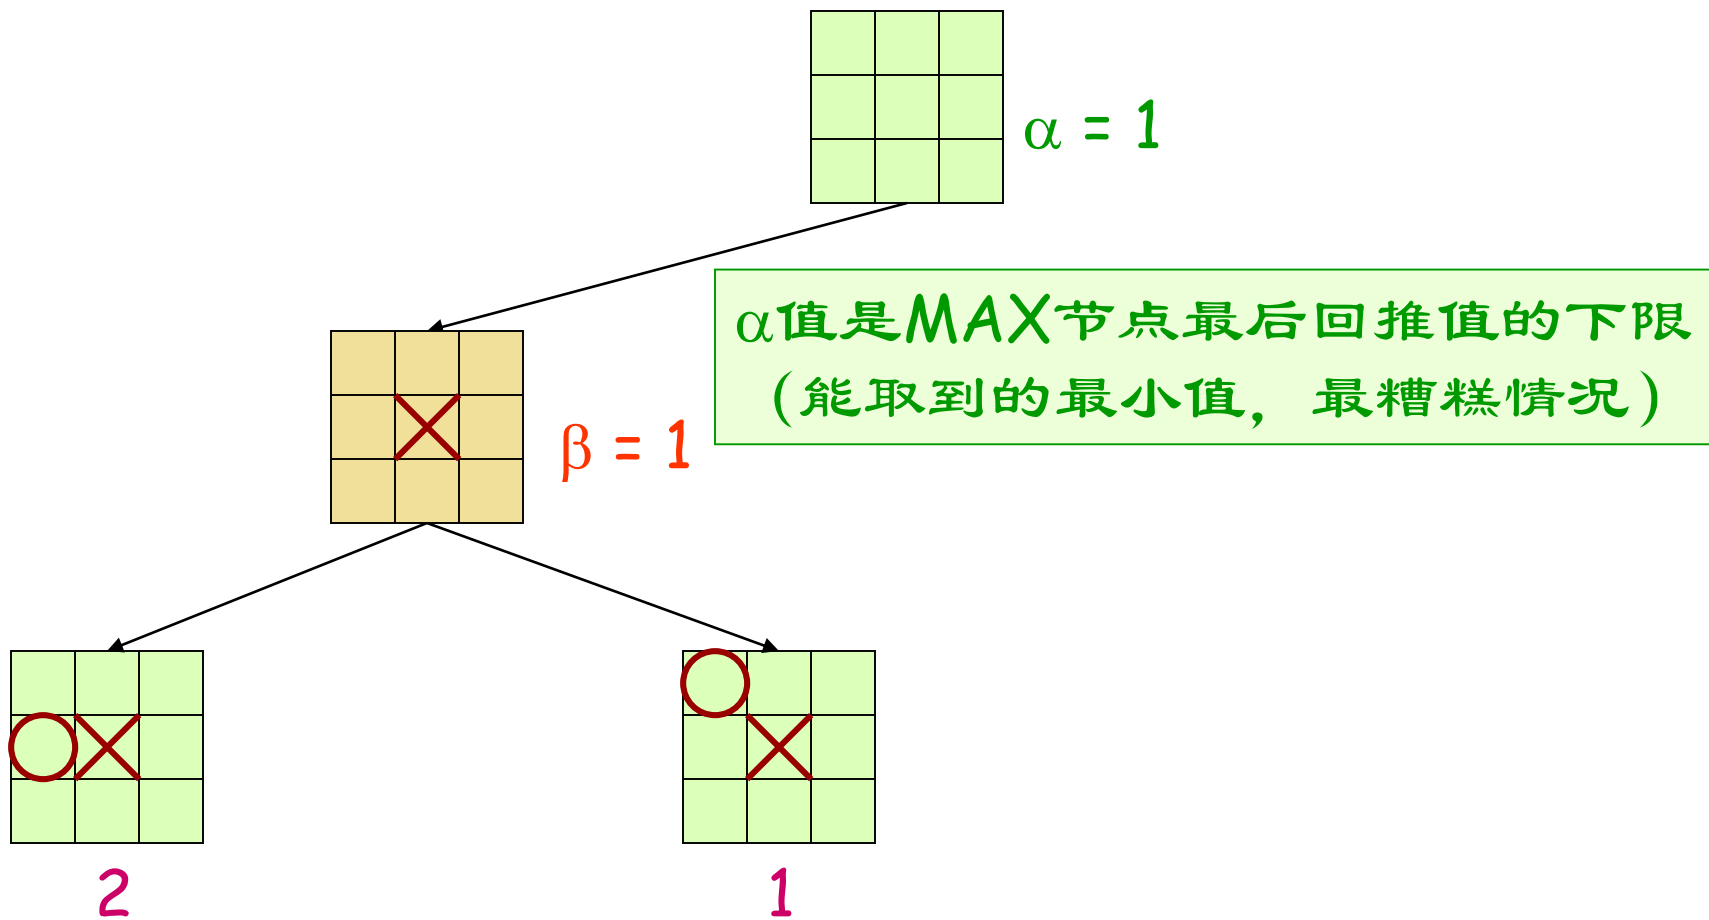 α = 1
α值是MAX节点最后回推值的下限
(能取到的最小值，最糟糕情况)
β = 1
2
1